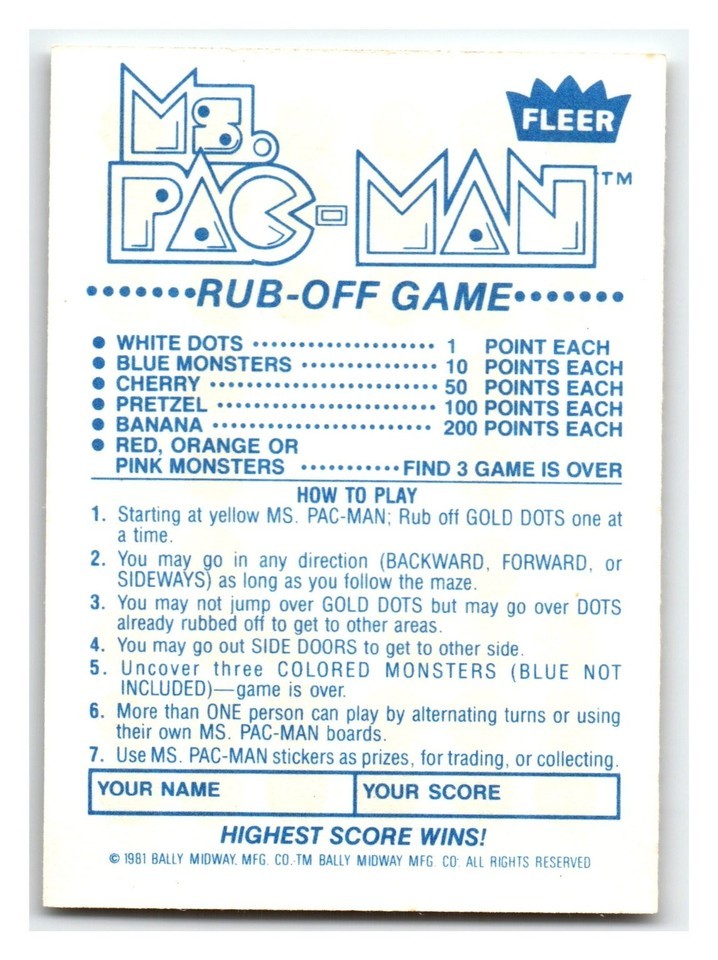 MS.
FLEER
PAC-MAN™
•••••••RUB-OFF GAME•••••••
• WHITE DOTS •••••••••••••••••• 1 POINT EACH
• BLUE MONSTERS ••••••••••••• 10 POINTS EACH
• CHERRY •••••••••••••••••••••• 50 POINTS EACH
• PRETZEL ••••••••••••••••••••• 100 POINTS EACH
• BANANA ••••••••••••••••••••• 200 POINTS EACH
• RED, ORANGE OR
PINK MONSTERS •••••••••••FIND 3 GAME IS OVER
HOW TO PLAY
1. Starting at yellow MS. PAC-MAN; Rub off GOLD DOTS one at
a time.
2. You may go in any direction (BACKWARD, FORWARD, or
SIDEWAYS) as long as you follow the maze.
3. You may not jump over GOLD DOTS but may go over DOTS
already rubbed off to get to other areas.
4. You may go out SIDE DOORS to get to other side.
5. Uncover three COLORED MONSTERS (BLUE NOT
INCLUDED)—game is over.
6. More than ONE person can play by alternating turns or using
their own MS. PAC-MAN boards.
7. Use MS. PAC-MAN stickers as prizes, for trading, or collecting.
YOUR NAME YOUR SCORE
HIGHEST SCORE WINS!
© 1981 BALLY MIDWAY. MFG. CO.-TM BALLY MIDWAY MFG. CO: ALL RIGHTS RESERVED